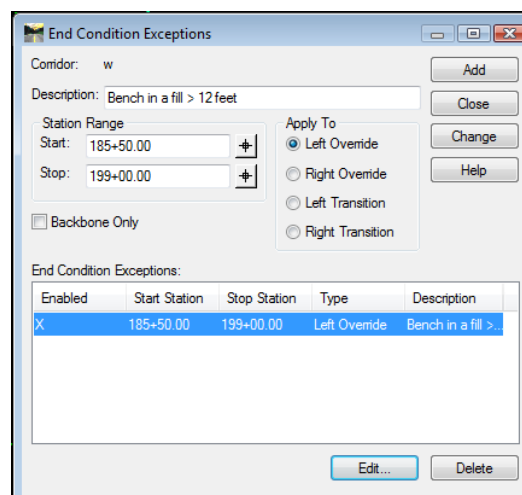 End Condition Exceptions
Corridor: w
Add
Description: Bench in a fill > 12 feet
Close
Station Range
Apply To
Start: 185+50.00
Left Override
Change
Stop: 199+00.00
Right Override
Help
Backbone Only
Left Transition
Right Transition
End Condition Exceptions:
Enabled Start Station Stop Station Type Description
X 185+50.00 199+00.00 Left Override Bench in a fill >...
Edit... Delete